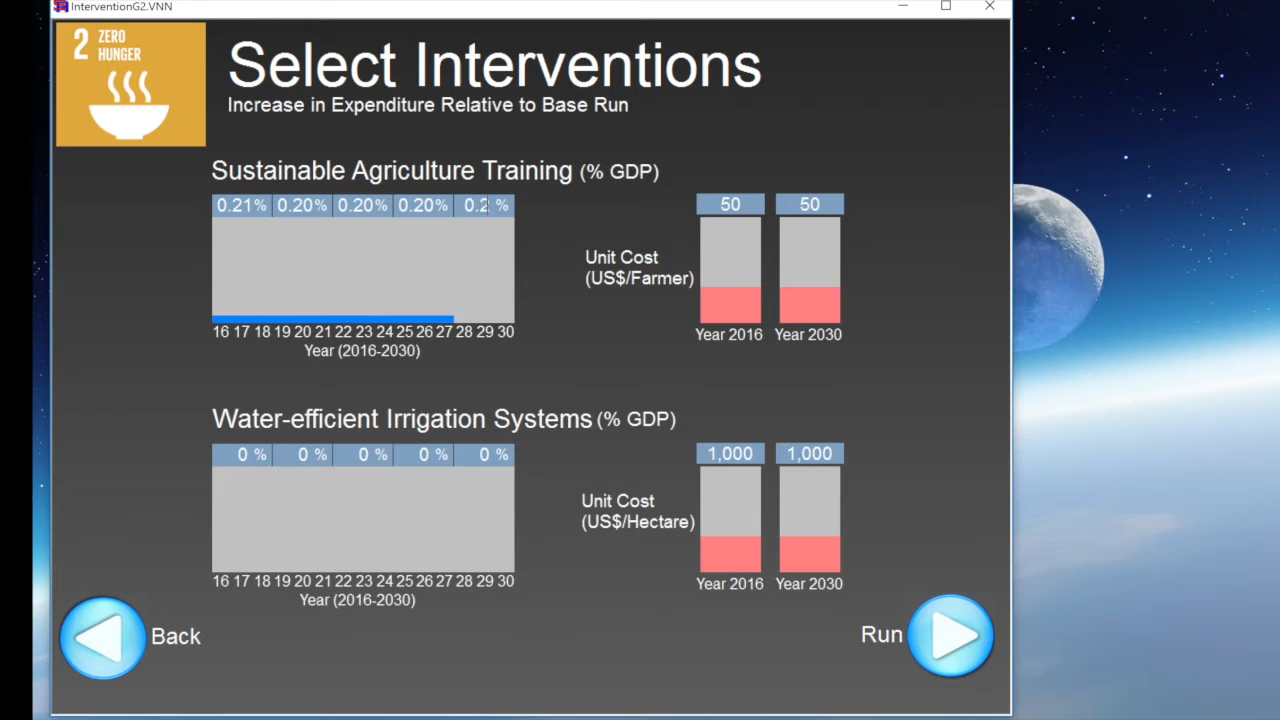 InterventionG2.VNN
2 ZERO
HUNGER
Select Interventions
Increase in Expenditure Relative to Base Run
Sustainable Agriculture Training (% GDP)
0.21% 0.20% 0.20% 0.20% 0.2 %
50 50
Unit Cost
(US$/Farmer)
16 17 18 19 20 21 22 23 24 25 26 27 28 29 30
Year 2016 Year 2030
Year (2016-2030)
Water-efficient Irrigation Systems (% GDP)
0 % 0 % 0 % 0 % 0 %
1,000 1,000
Unit Cost
(US$/Hectare)
16 17 18 19 20 21 22 23 24 25 26 27 28 29 30
Year 2016 Year 2030
Year (2016-2030)
Back
Run